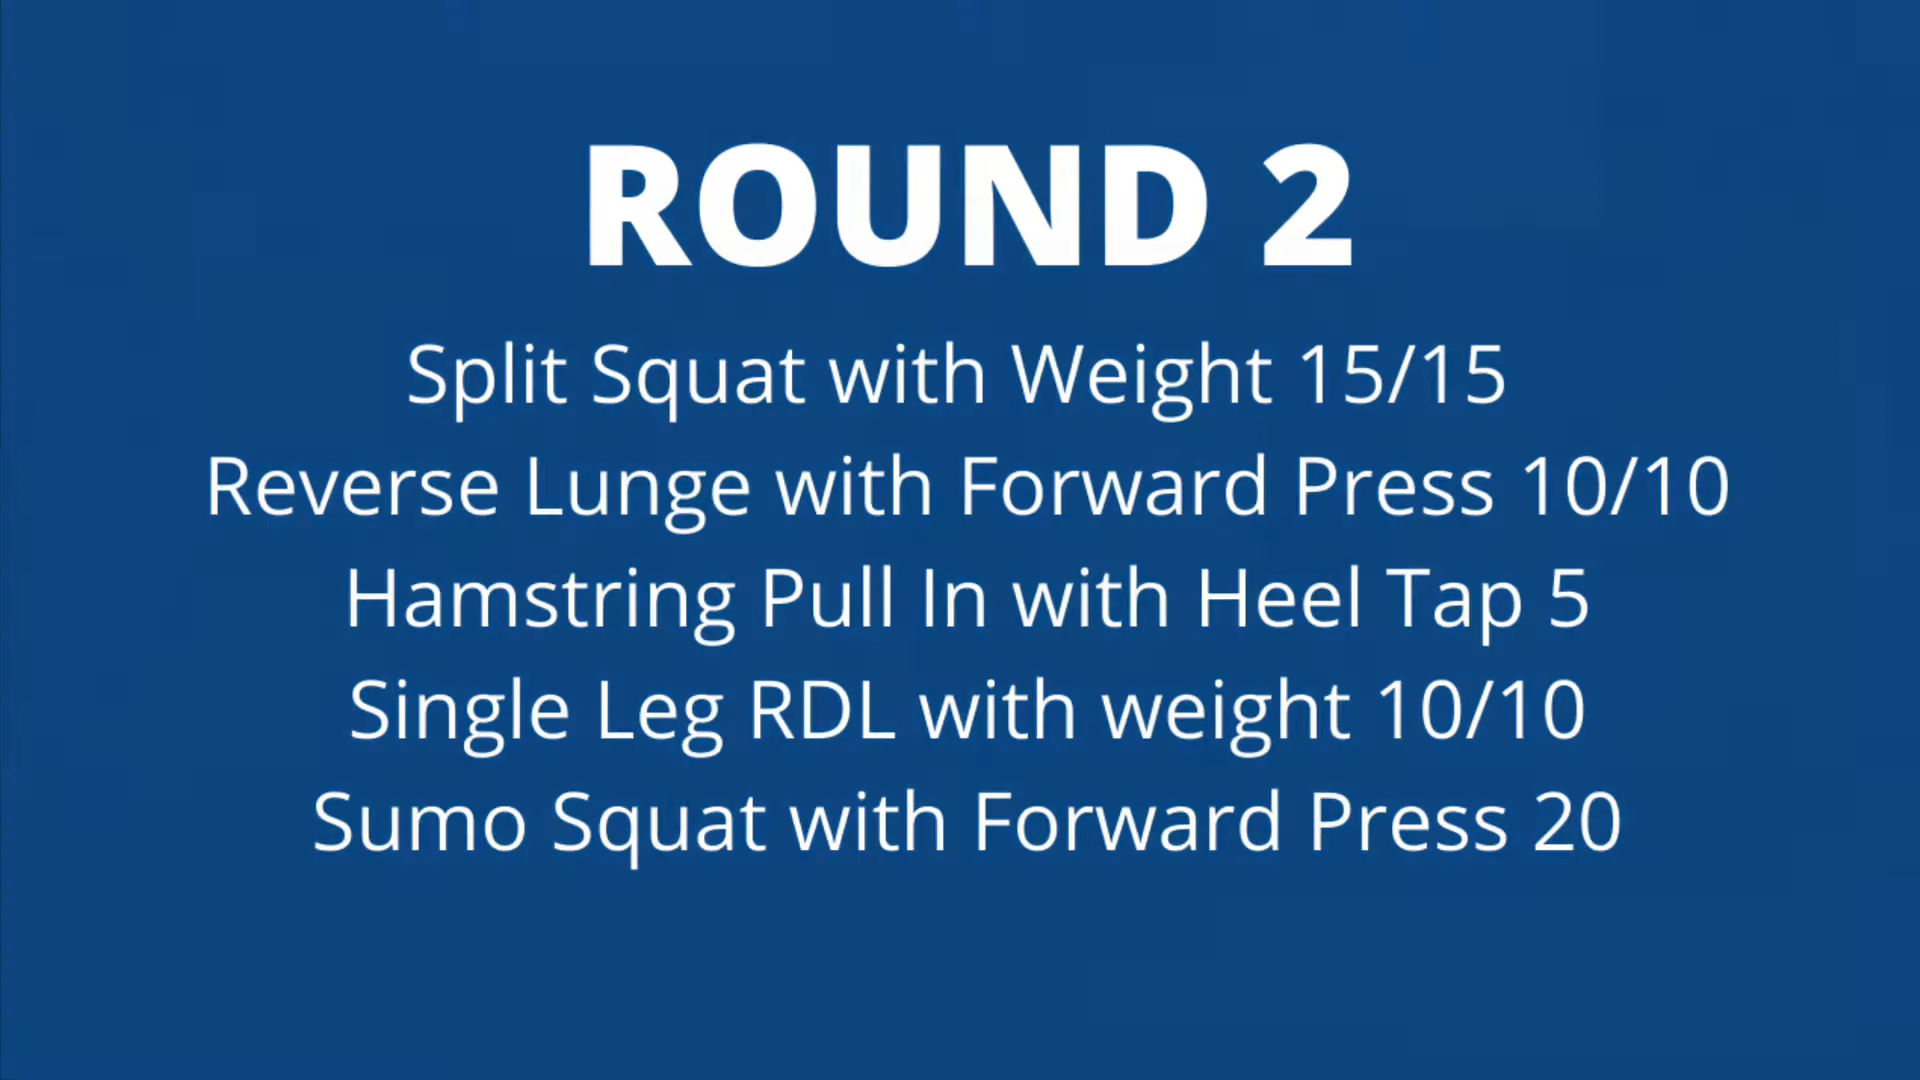 ROUND 2
Split Squat with Weight 15/15
Reverse Lunge with Forward Press 10/10
Hamstring Pull In with Heel Tap 5
Single Leg RDL with weight 10/10
Sumo Squat with Forward Press 20